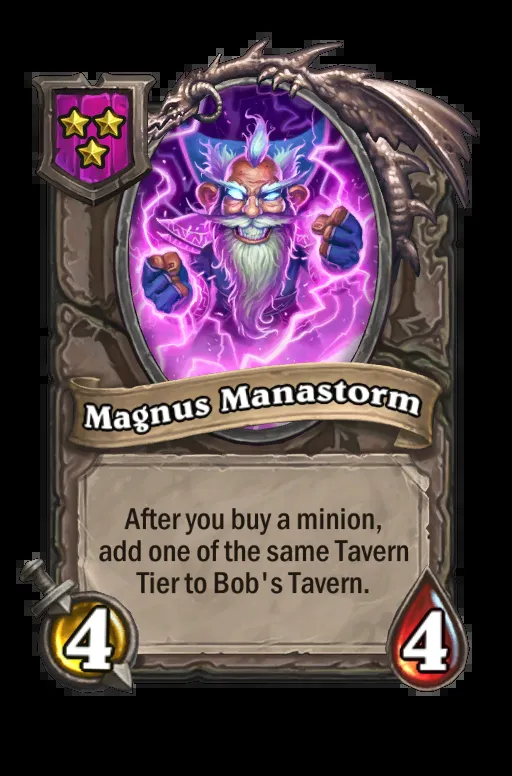 Magnus Manastorm
After you buy a minion,
add one of the same Tavern
Tier to Bob's Tavern.
4
4